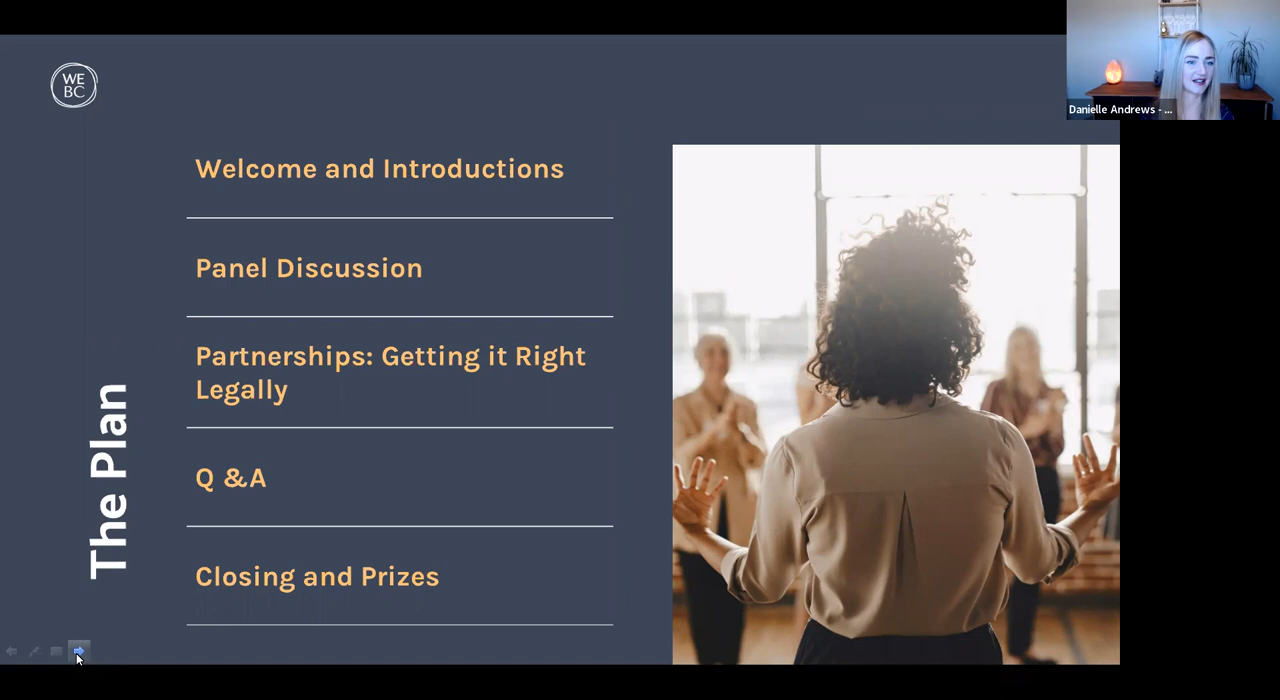 WE
BC
Danielle Andrews - ...
Welcome and Introductions
Panel Discussion
Partnerships: Getting it Right
Legally
The Plan
Q &A
Closing and Prizes